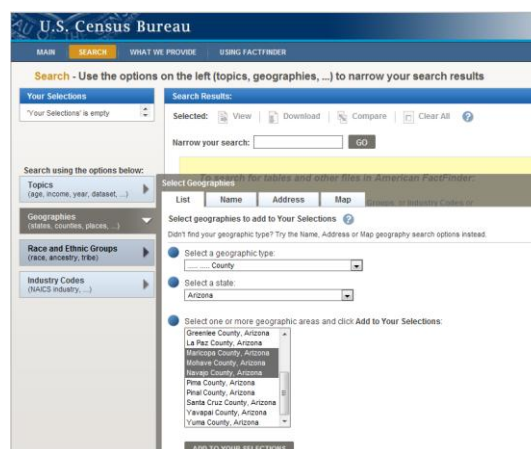 U.S. Census Bureau
MAIN SEARCH WHAT WE PROVIDE USING FACTFINDER
Search - Use the options on the left (topics, geographies, ...) to narrow your search results
Your Selections
'Your Selections' is empty
Search Results:
Selected: View | Download | Compare | Clear All
Narrow your search: GO
Search using the options below:
Topics
(age, income, year, dataset, ...)
Geographies
(states, counties, places, ...)
Race and Ethnic Groups
(race, ancestry, tribe)
Industry Codes
(NAICS industry, ...)
To search for tables and other files in American FactFinder:
Groups, or Industry Codes or
Select Geographies
List Name Address Map
Select geographies to add to Your Selections
Didn't find your geographic type? Try the Name, Address or Map geography search options instead.
Select a geographic type:
..... ..... County
Select a state:
Arizona
Select one or more geographic areas and click Add to Your Selections:
Greenlee County, Arizona
La Paz County, Arizona
Maricopa County, Arizona
Mohave County, Arizona
Navajo County, Arizona
Pima County, Arizona
Pinal County, Arizona
Santa Cruz County, Arizona
Yavapai County, Arizona
Yuma County, Arizona
ADD TO YOUR SELECTIONS